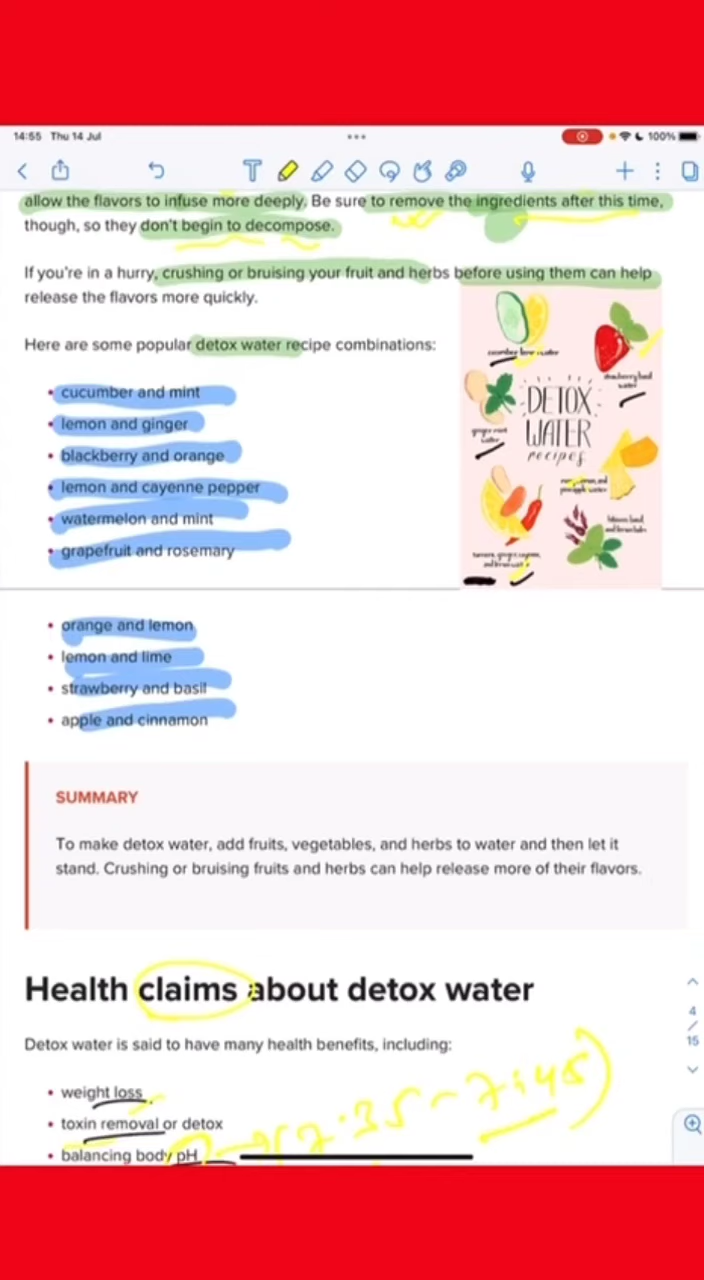 14:55 Thu 14 Jul
100%
allow the flavors to infuse more deeply. Be sure to remove the ingredients after this time,
though, so they don't begin to decompose.
If you're in a hurry, crushing or bruising your fruit and herbs before using them can help
release the flavors more quickly.
Here are some popular detox water recipe combinations:
• cucumber and mint
• lemon and ginger
• blackberry and orange
• lemon and cayenne pepper
• watermelon and mint
• grapefruit and rosemary
DETOX
WATER
recipes
• orange and lemon
• lemon and lime
• strawberry and basil
• apple and cinnamon
SUMMARY
To make detox water, add fruits, vegetables, and herbs to water and then let it
stand. Crushing or bruising fruits and herbs can help release more of their flavors.
Health claims about detox water
4
/
15
Detox water is said to have many health benefits, including:
• weight loss
• toxin removal or detox
• balancing body pH
7.35 - 7.45)